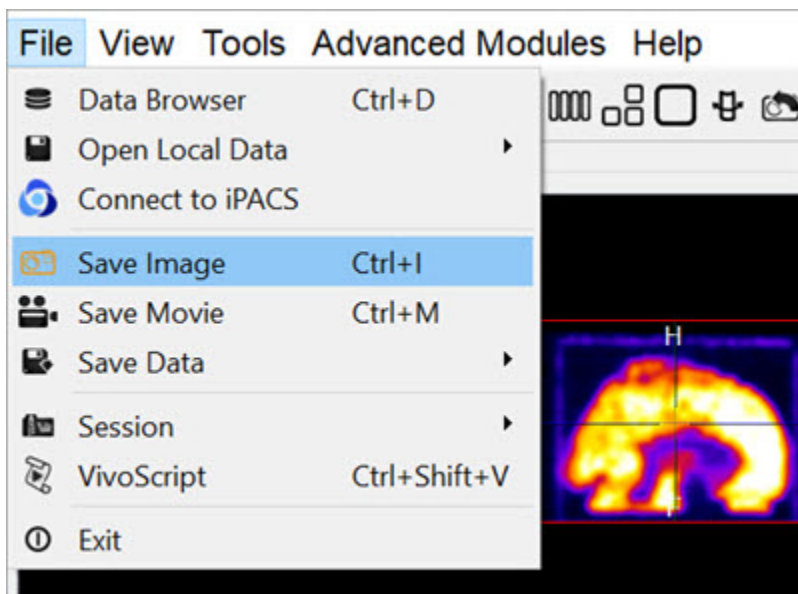 File View Tools Advanced Modules Help
Data Browser Ctrl+D
Open Local Data
Connect to iPACS
Save Image Ctrl+I
Save Movie Ctrl+M
Save Data
Session
VivoScript Ctrl+Shift+V
Exit
H
F